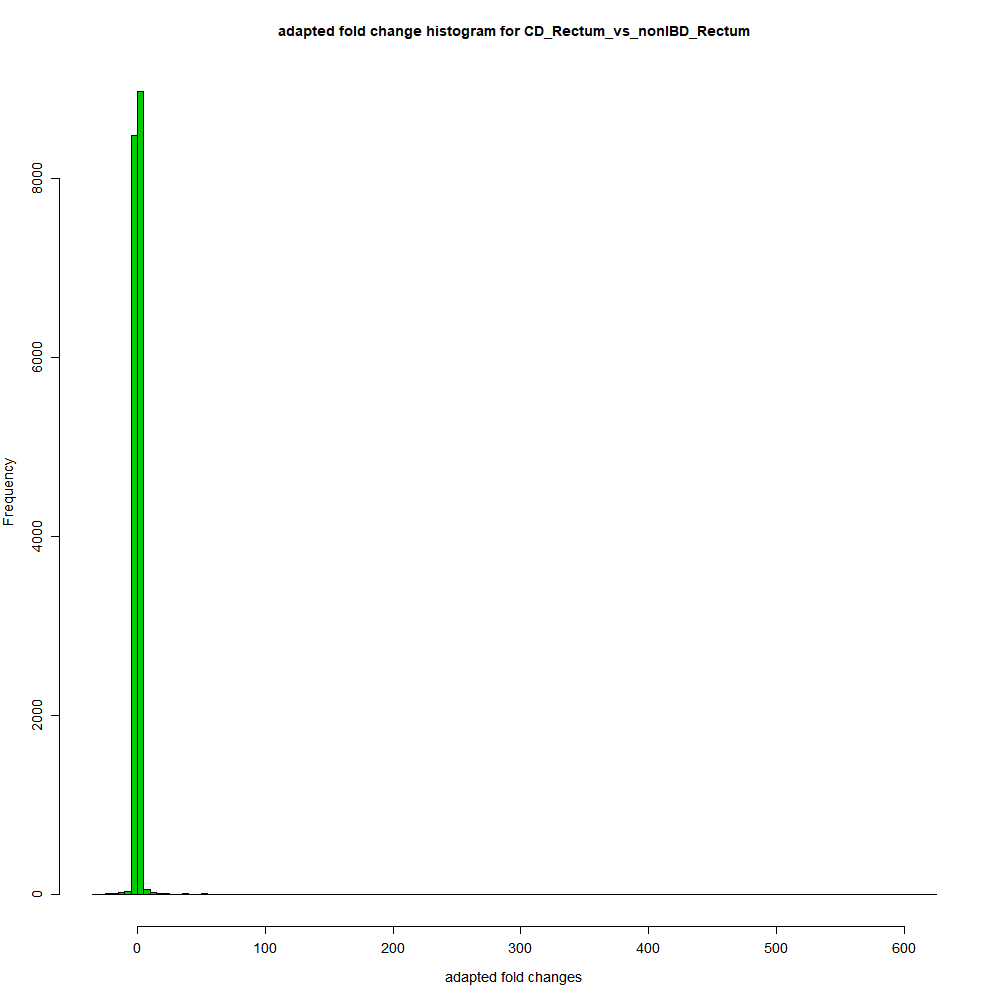 adapted fold change histogram for CD_Rectum_vs_nonIBD_Rectum
Frequency
8000
6000
4000
2000
0
0 100 200 300 400 500 600
adapted fold changes